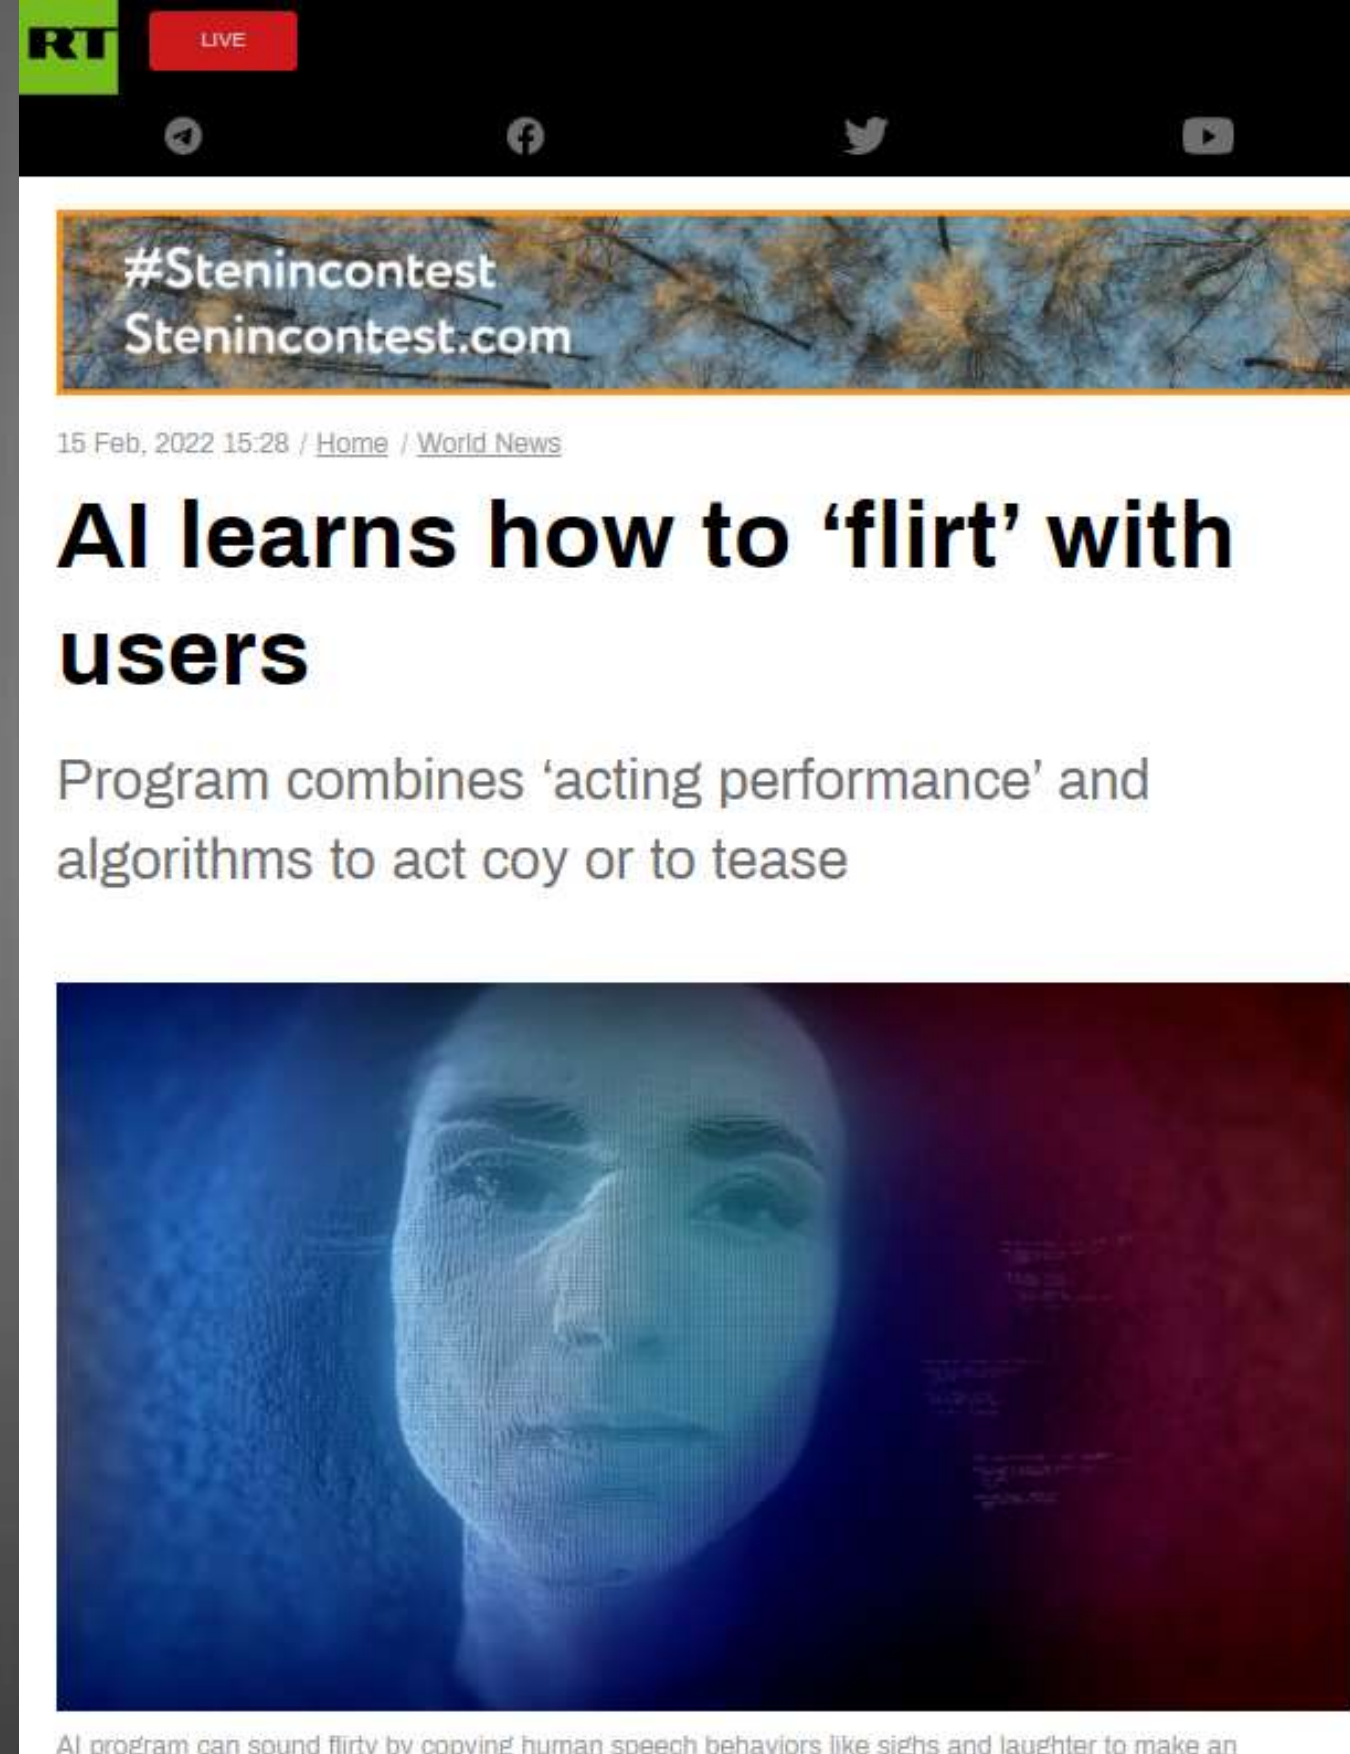 RT
LIVE
#Stenincontest
Stenincontest.com
15 Feb, 2022 15:28 / Home / World News
AI learns how to ‘flirt’ with
users
Program combines ‘acting performance’ and
algorithms to act coy or to tease
AI program can sound flirty by copying human speech behaviors like sighs and laughter to make an